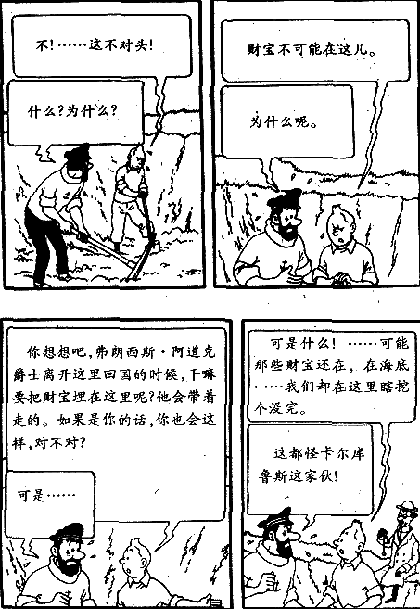 不!……这不对头!
什么?为什么?
财宝不可能在这儿。
为什么呢。
你想想吧,弗朗西斯·阿道克
爵士离开这里回国的时候,干嘛
要把财宝埋在这里呢?他会带着
走的。如果是你的话,你也会这
样,对不对?
可是……
可是什么!……可能
那些财宝还在,在海底
……我们却在这里瞎挖
个没完。
这都怪卡尔库
鲁斯这家伙!